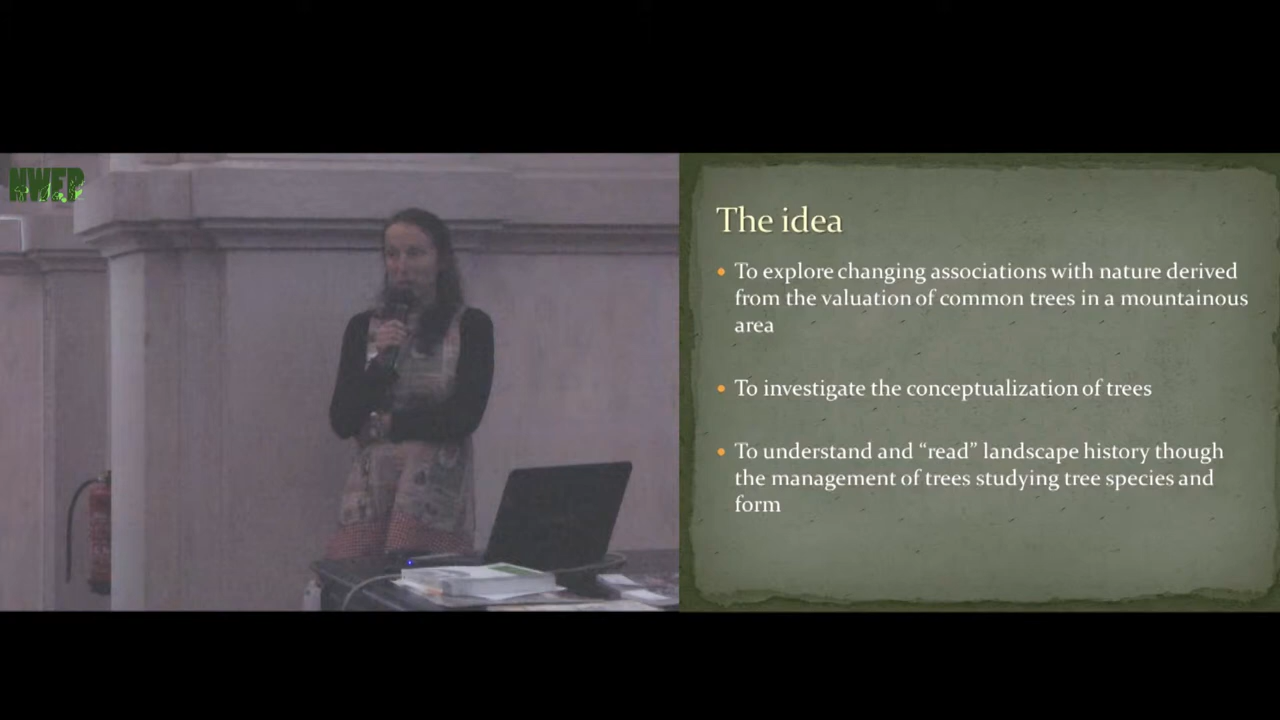 NWFP
The idea
To explore changing associations with nature derived
from the valuation of common trees in a mountainous
area
To investigate the conceptualization of trees
To understand and “read” landscape history though
the management of trees studying tree species and
form